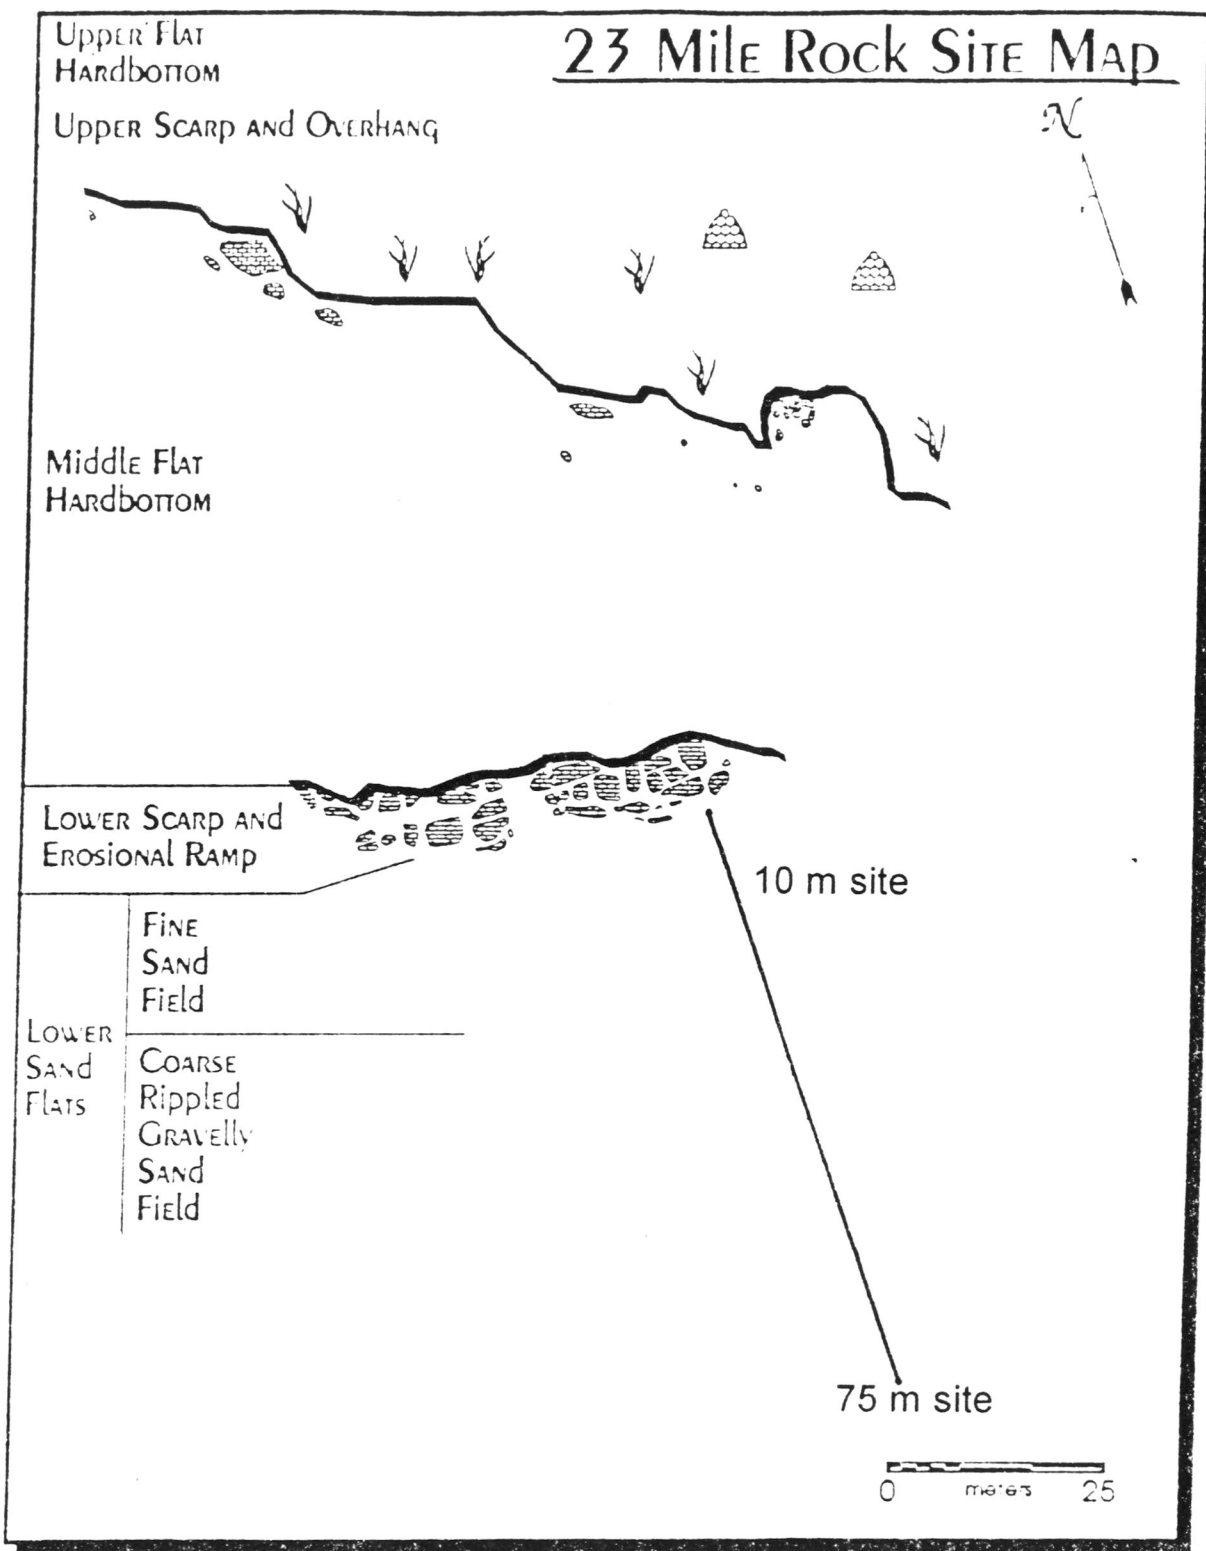 Upper Flat
Hardbottom
23 Mile Rock Site Map
Upper Scarp and Overhang
N
Middle Flat
Hardbottom
Lower Scarp and
Erosional Ramp
10 m site
Fine
Sand
Field
Lower
Sand
Flats
Coarse
Rippled
Gravelly
Sand
Field
75 m site
0 meters 25